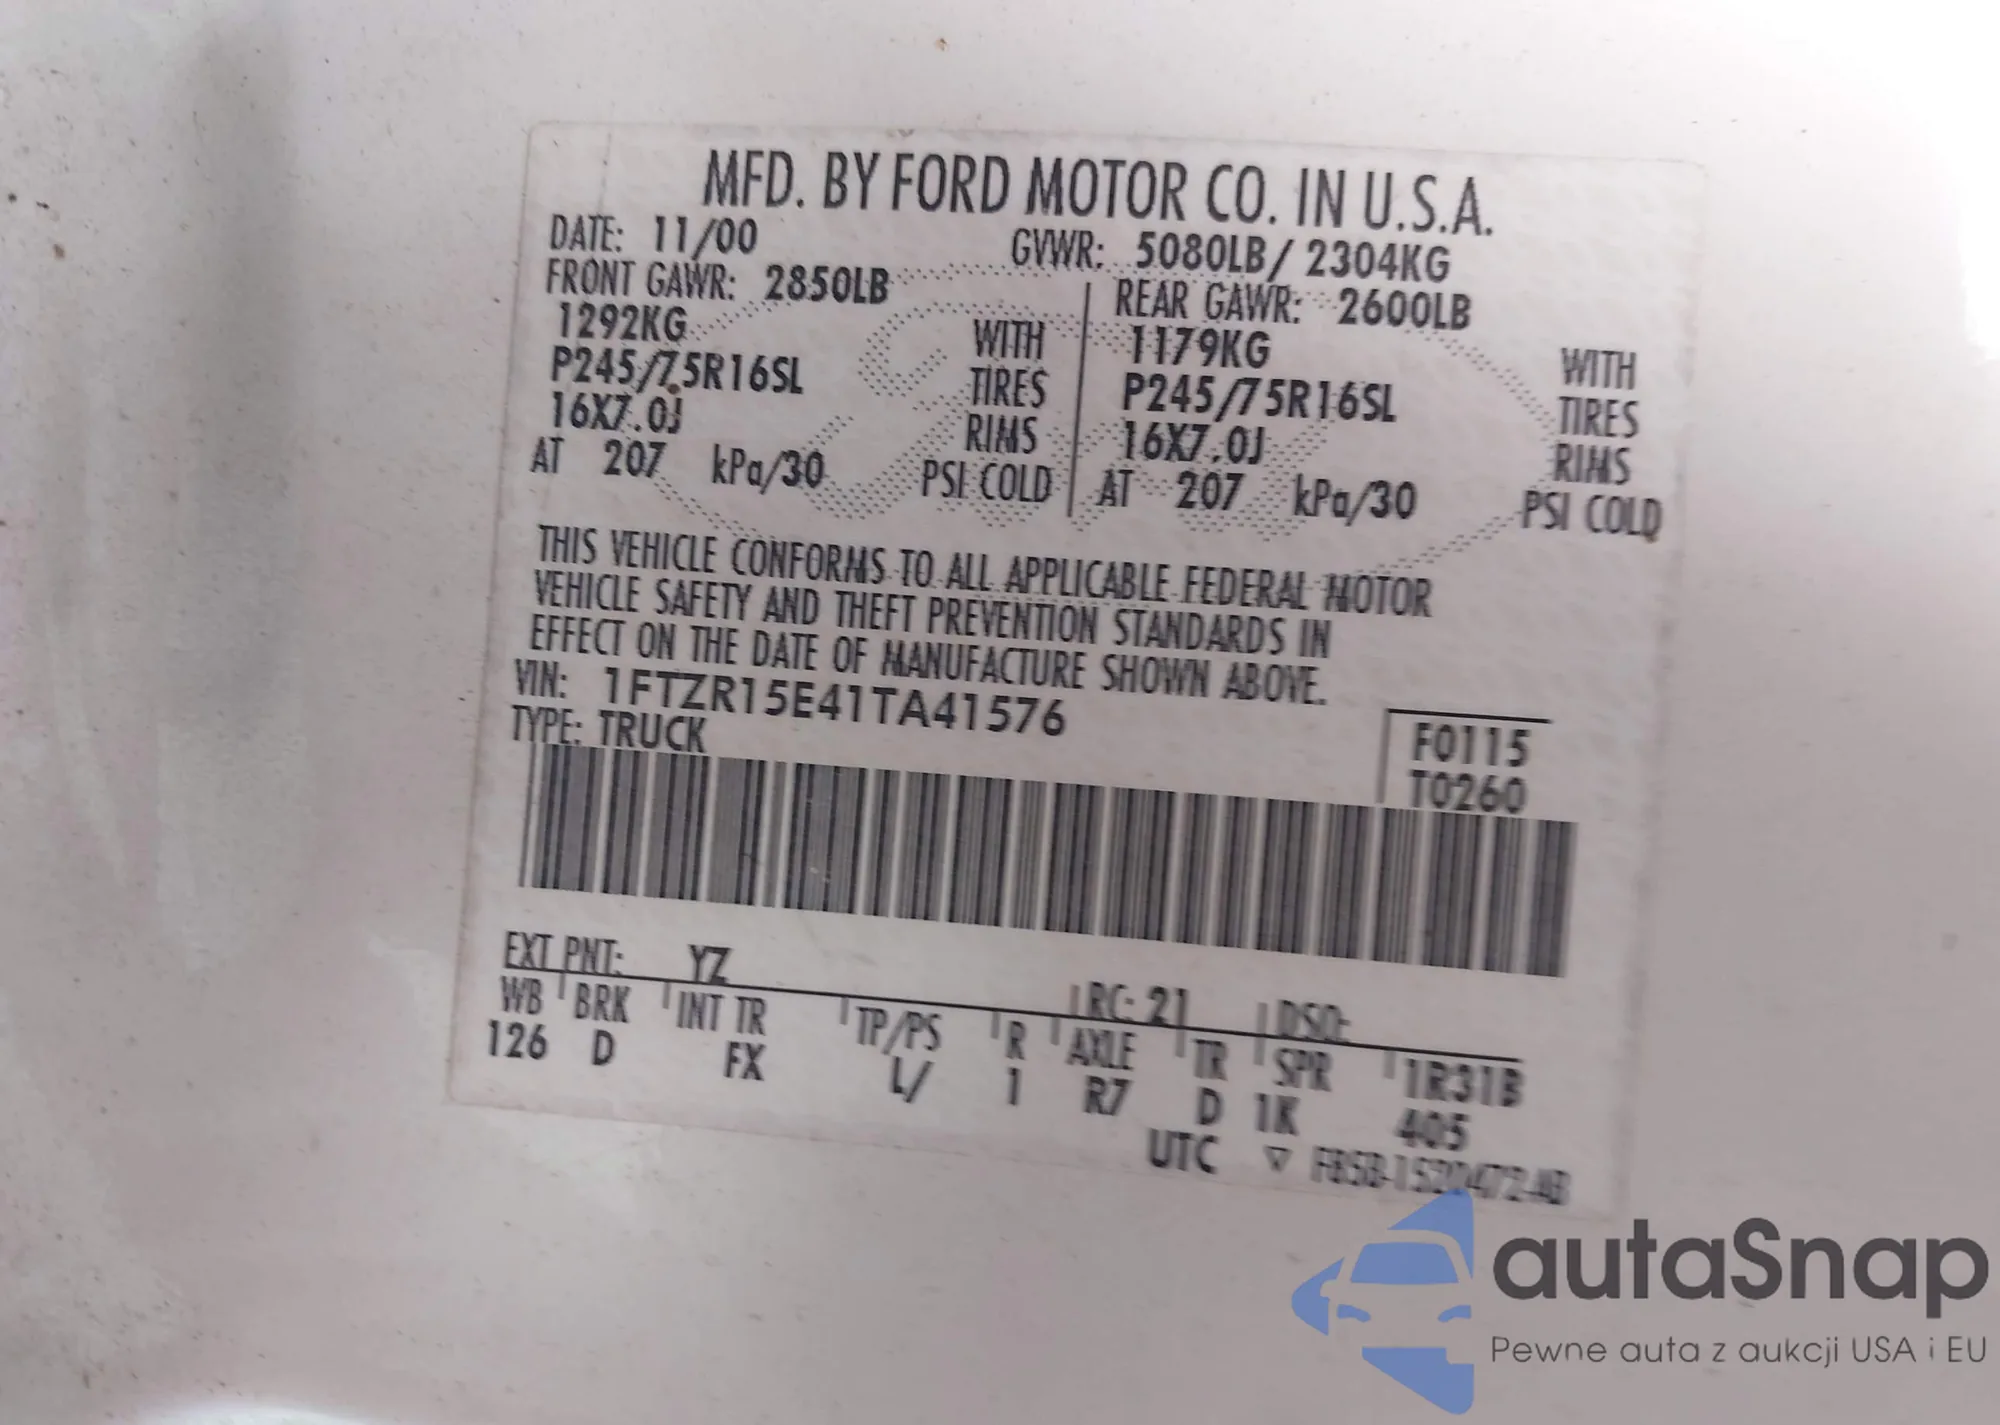 MFD. BY FORD MOTOR CO. IN U.S.A.
DATE: 11/00 GVWR: 5080LB/ 2304KG
FRONT GAWR: 2850LB REAR GAWR: 2600LB
1292KG WITH 1179KG WITH
P245/75R16SL TIRES P245/75R16SL TIRES
16X7.0J RIMS 16X7.0J RIMS
AT 207 kPa/30 PSI COLD AT 207 kPa/30 PSI COLD
THIS VEHICLE CONFORMS TO ALL APPLICABLE FEDERAL MOTOR
VEHICLE SAFETY AND THEFT PREVENTION STANDARDS IN
EFFECT ON THE DATE OF MANUFACTURE SHOWN ABOVE.
VIN: 1FTZR15E41TA41576
TYPE: TRUCK
F0115
T0260
EXT PNT: YZ RC: 21 DSO:
WB BRK INT TR TP/PS R AXLE TR SPR 1R31B
126 D FX L/ 1 R7 D 1K 405
UTC ▽ F85B-1520472-AB
autaSnap
Pewne auta z aukcji USA i EU